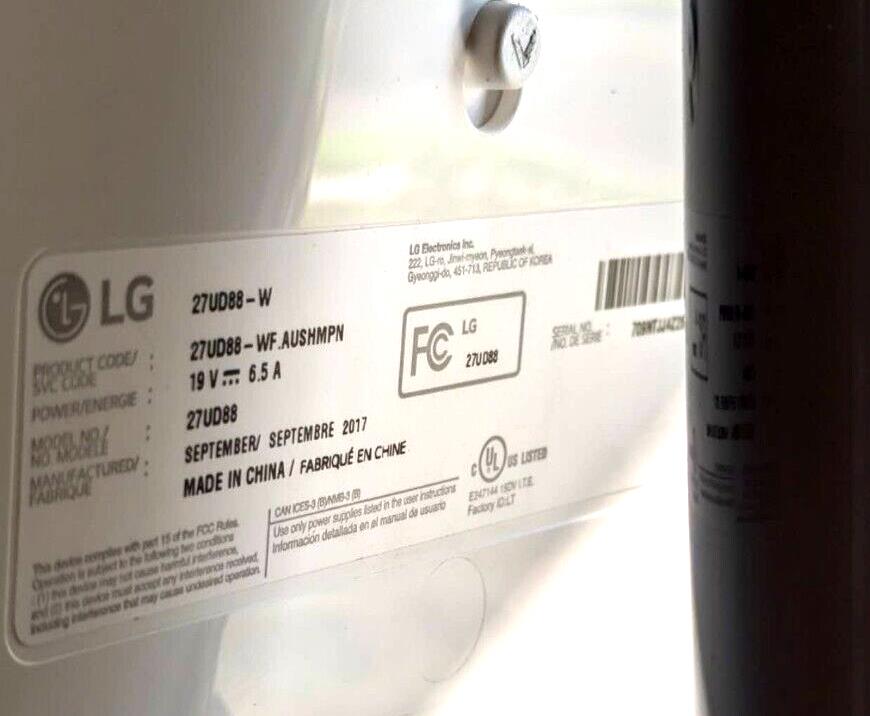 LG
27UD88-W
PRODUCT CODE/ SVC CODE : 27UD88-WF.AUSHMPN
POWER/ENERGIE : 19 V 6.5 A
MODEL NO./ NO. MODÈLE : 27UD88
MANUFACTURED/ FABRIQUÉ : SEPTEMBER/ SEPTEMBRE 2017
MADE IN CHINA / FABRIQUÉ EN CHINE
LG Electronics Inc.
222, LG-ro, Jinwi-myeon, Pyeongtaek-si,
Gyeonggi-do, 451-713, REPUBLIC OF KOREA
FC LG
27UD88
SERIAL NO.
/NO. DE SÉRIE :
This device complies with part 15 of the FCC Rules.
Operation is subject to the following two conditions
: (1) this device may not cause harmful interference,
and (2) this device must accept any interference received,
including interference that may cause undesired operation.
CAN ICES-3 (B)/NMB-3 (B)
Use only power supplies listed in the user instructions
Información detallada en el manual de usuario
c UL US LISTED
E247144 19DV I.T.E.
Factory ID:LT